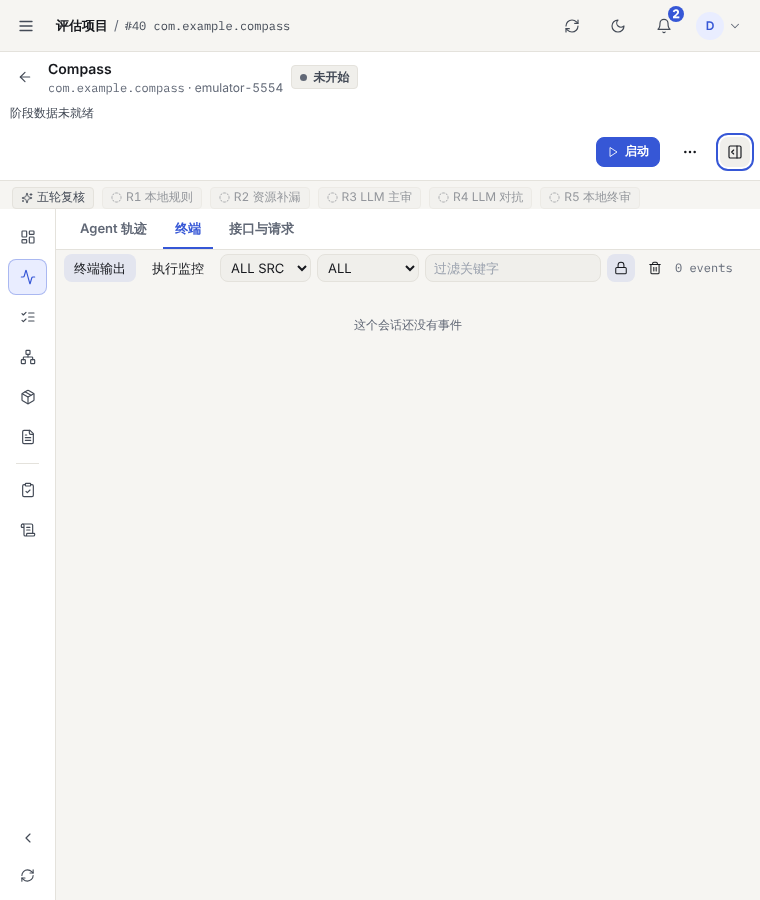 评估项目 / #40 com.example.compass
2
D
Compass
com.example.compass · emulator-5554
未开始
阶段数据未就绪
启动
五轮复核 R1 本地规则 R2 资源补漏 R3 LLM 主审 R4 LLM 对抗 R5 本地终审
Agent 轨迹 终端 接口与请求
终端输出 执行监控 ALL SRC ALL 过滤关键字 0 events
这个会话还没有事件